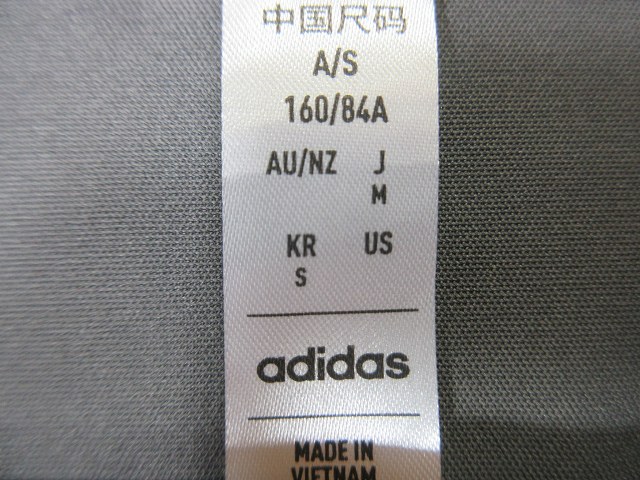 中国尺码
A/S
160/84A
AU/NZ J
M
KR US
S
adidas
MADE IN
VIETNAM